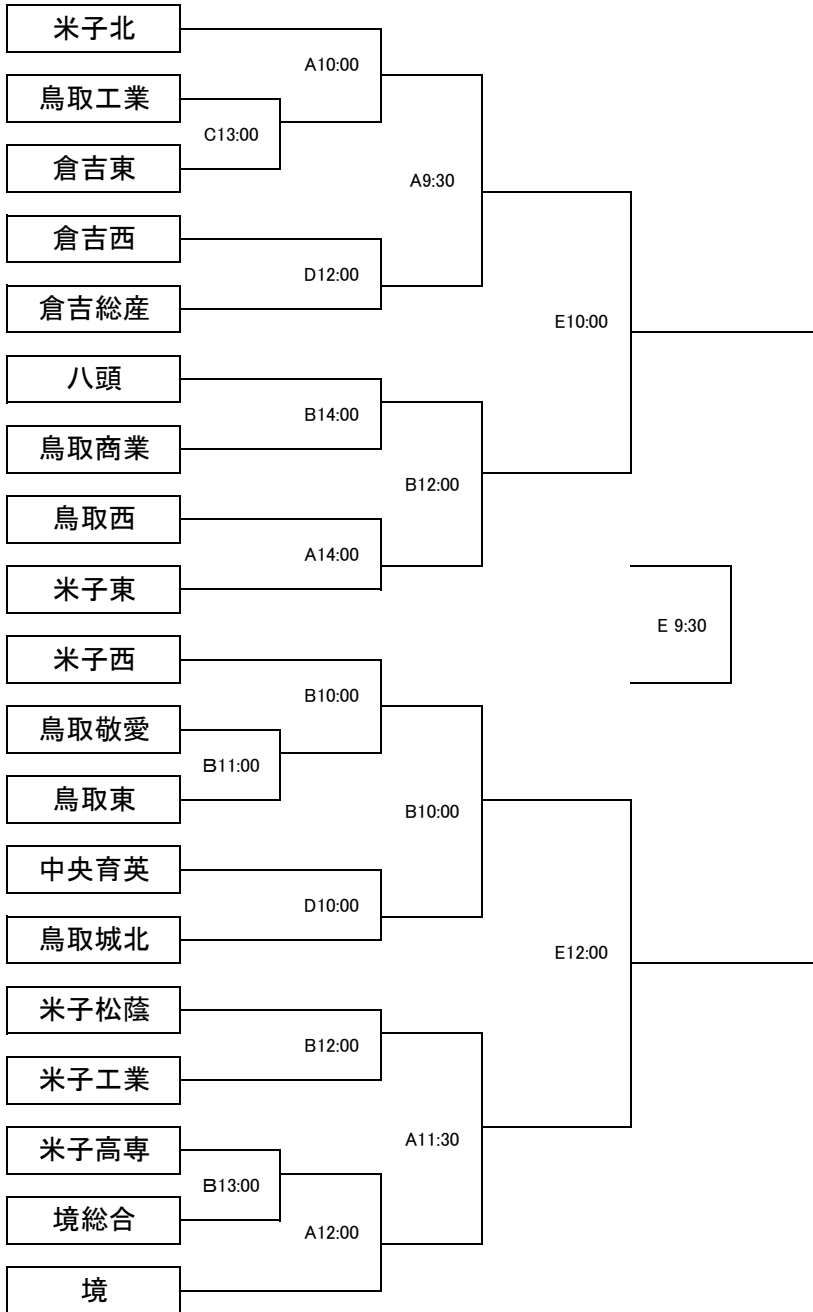 米子北
A10:00
鳥取工業
C13:00
倉吉東
A9:30
倉吉西
D12:00
倉吉総産
E10:00
八頭
B14:00
鳥取商業
B12:00
鳥取西
A14:00
米子東
E 9:30
米子西
B10:00
鳥取敬愛
B11:00
鳥取東
B10:00
中央育英
D10:00
鳥取城北
E12:00
米子松蔭
B12:00
米子工業
A11:30
米子高専
B13:00
境総合
A12:00
境